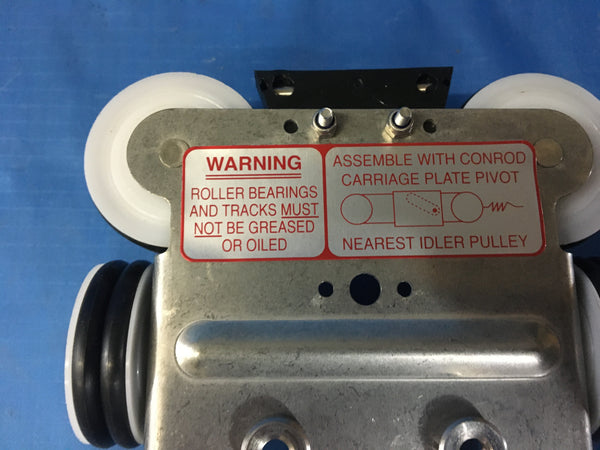 WARNING
ROLLER BEARINGS
AND TRACKS MUST
NOT BE GREASED
OR OILED
ASSEMBLE WITH CONROD
CARRIAGE PLATE PIVOT
NEAREST IDLER PULLEY